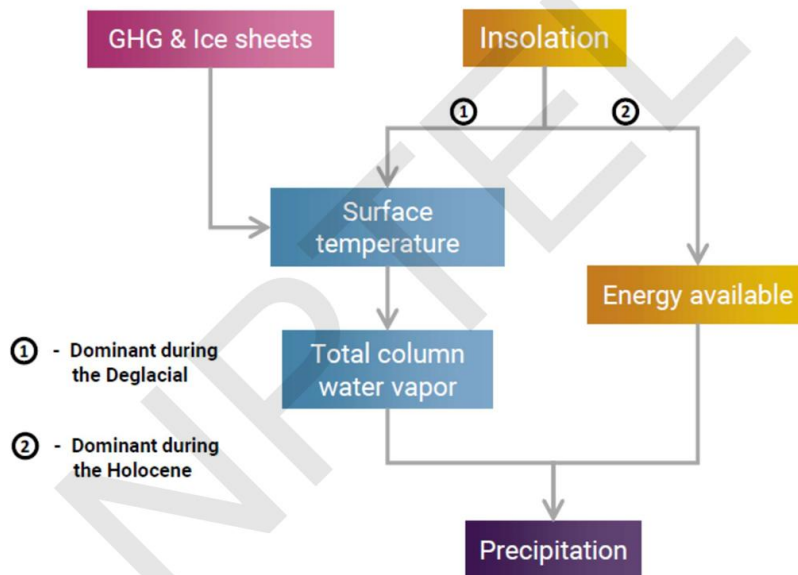 GHG & Ice sheets
Insolation
1
2
Surface
temperature
Energy available
1 - Dominant during
the Deglacial
Total column
water vapor
2 - Dominant during
the Holocene
Precipitation
NPTEL